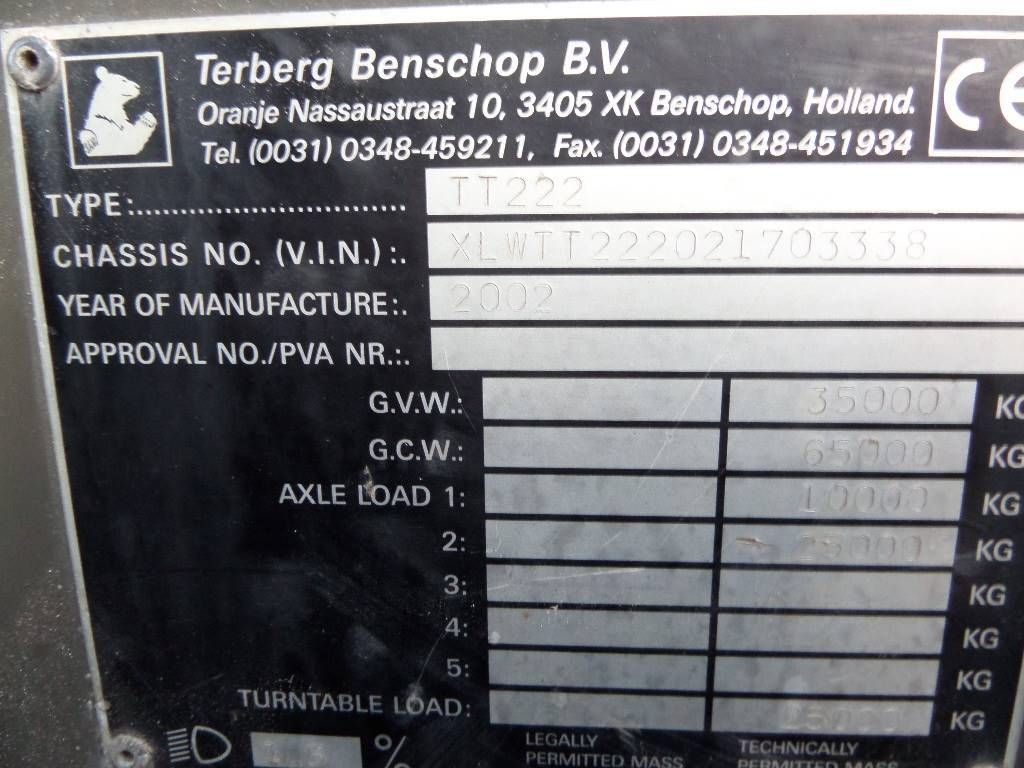 Terberg Benschop B.V.
Oranje Nassaustraat 10, 3405 XK Benschop, Holland.
Tel. (0031) 0348-459211, Fax. (0031) 0348-451934
CE
TYPE:.............................. TT222
CHASSIS NO. (V.I.N.) :. XLWTT222021703338
YEAR OF MANUFACTURE:. 2002
APPROVAL NO./PVA NR.:.
G.V.W.: 35000 KG
G.C.W.: 65000 KG
AXLE LOAD 1: 10000 KG
2: 25000 KG
3: KG
4: KG
5: KG
TURNTABLE LOAD: 25000 KG
%
LEGALLY
PERMITTED MASS
TECHNICALLY
PERMITTED MASS